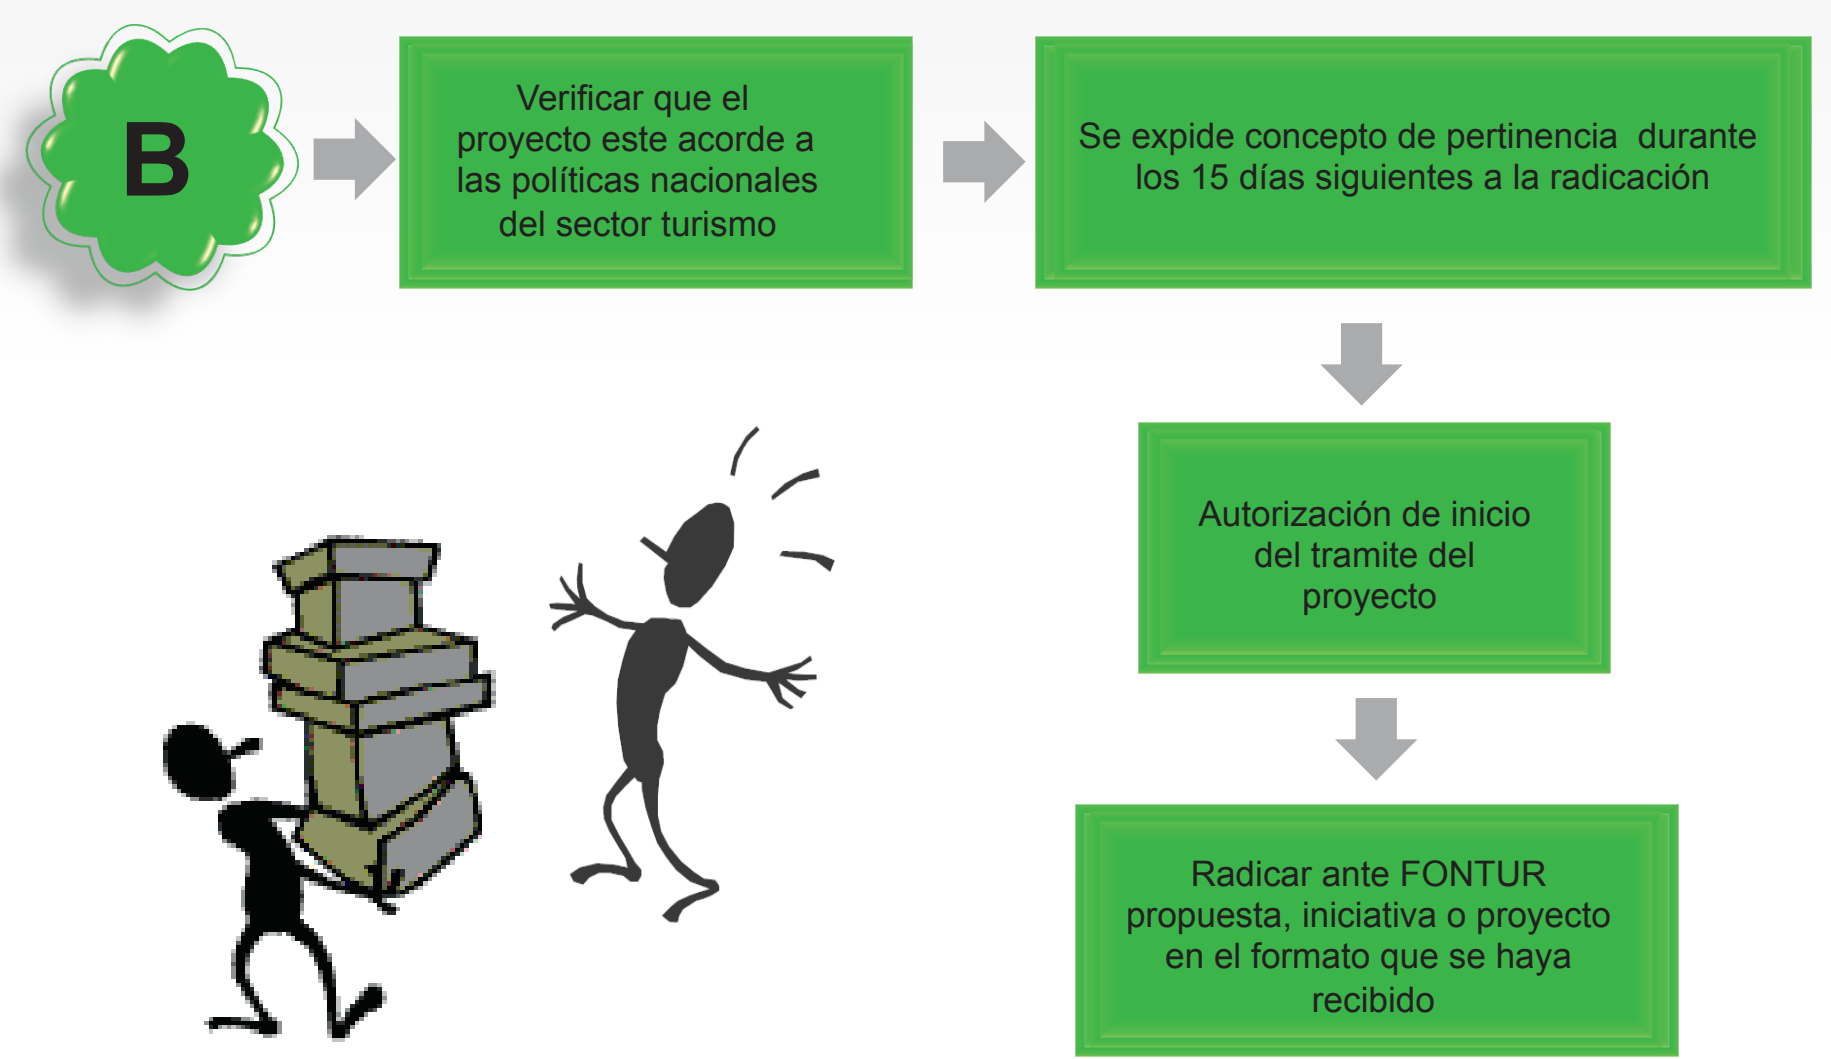 B
Verificar que el
proyecto este acorde a
las políticas nacionales
del sector turismo
Se expide concepto de pertinencia durante
los 15 días siguientes a la radicación
Autorización de inicio
del tramite del
proyecto
Radicar ante FONTUR
propuesta, iniciativa o proyecto
en el formato que se haya
recibido